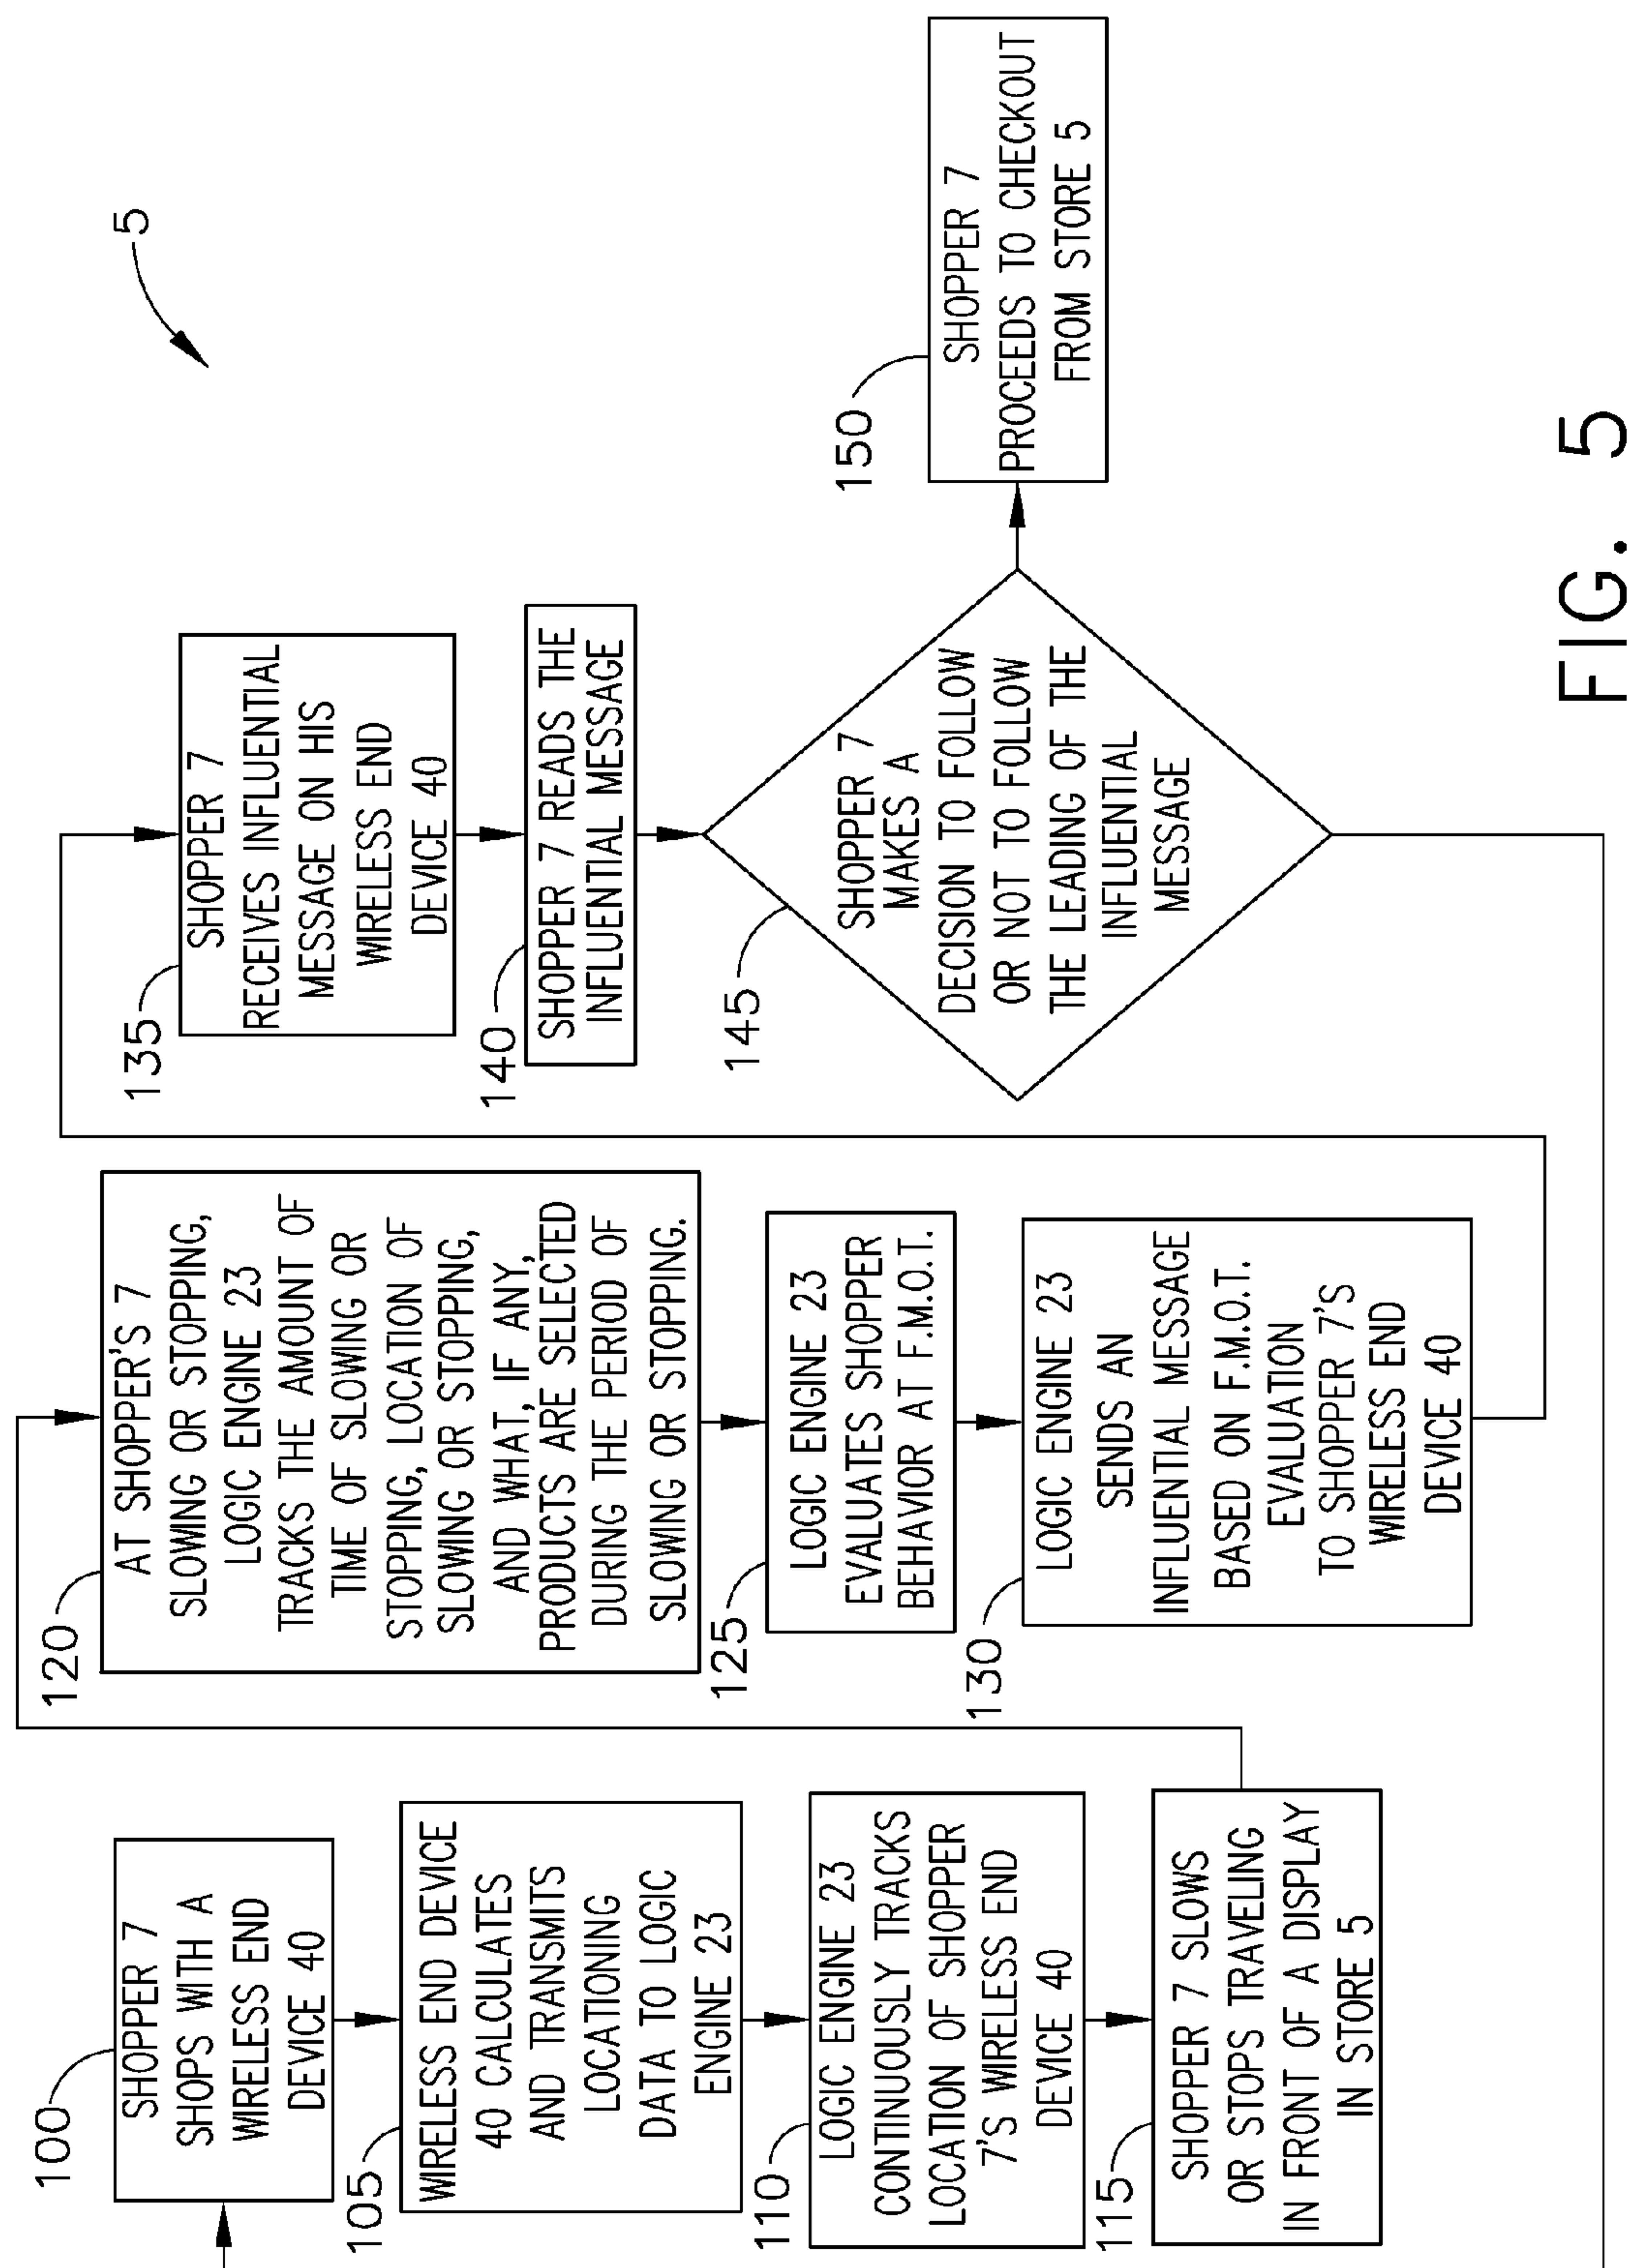 5
100
SHOPPER 7
SHOPS WITH A
WIRELESS END
DEVICE 40
105
WIRELESS END DEVICE
40 CALCULATES
AND TRANSMITS
LOCATIONING
DATA TO LOGIC
ENGINE 23
110
LOGIC ENGINE 23
CONTINUOUSLY TRACKS
LOCATION OF SHOPPER
7'S WIRELESS END
DEVICE 40
115
SHOPPER 7 SLOWS
OR STOPS TRAVELING
IN FRONT OF A DISPLAY
IN STORE 5
120
AT SHOPPER'S 7
SLOWING OR STOPPING,
LOGIC ENGINE 23
TRACKS THE AMOUNT OF
TIME OF SLOWING OR
STOPPING, LOCATION OF
SLOWING OR STOPPING,
AND WHAT, IF ANY,
PRODUCTS ARE SELECTED
DURING THE PERIOD OF
SLOWING OR STOPPING.
125
LOGIC ENGINE 23
EVALUATES SHOPPER
BEHAVIOR AT F.M.O.T.
130
LOGIC ENGINE 23
SENDS AN
INFLUENTIAL MESSAGE
BASED ON F.M.O.T.
EVALUATION
TO SHOPPER 7'S
WIRELESS END
DEVICE 40
135
SHOPPER 7
RECEIVES INFLUENTIAL
MESSAGE ON HIS
WIRELESS END
DEVICE 40
140
SHOPPER 7 READS THE
INFLUENTIAL MESSAGE
145
SHOPPER 7
MAKES A
DECISION TO FOLLOW
OR NOT TO FOLLOW
THE LEADING OF THE
INFLUENTIAL
MESSAGE
150
SHOPPER 7
PROCEEDS TO CHECKOUT
FROM STORE 5
FIG. 5